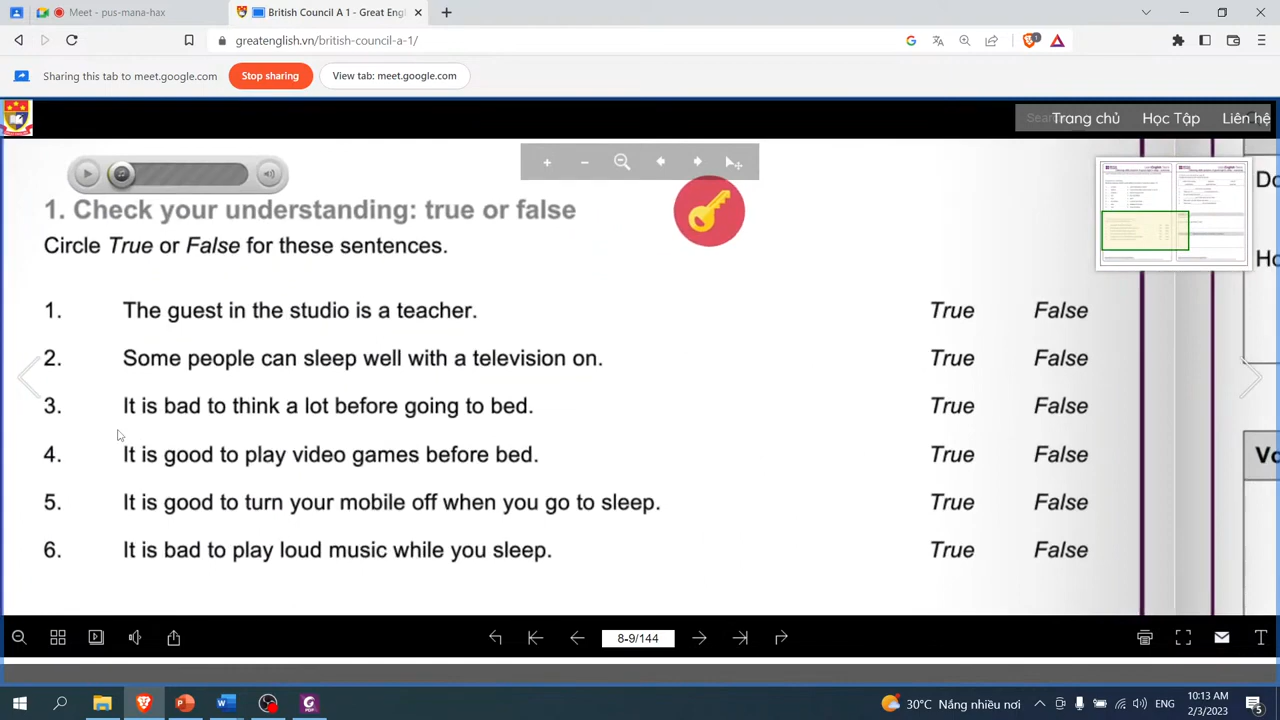 Meet - pus-mana-hax
British Council A 1 - Great Engl
greatenglish.vn/british-council-a-1/
Sharing this tab to meet.google.com
Stop sharing
View tab: meet.google.com
Trang chủ
Học Tập
Liên hệ
1. Check your understanding: True or false
Circle True or False for these sentences.
1. The guest in the studio is a teacher. True False
2. Some people can sleep well with a television on. True False
3. It is bad to think a lot before going to bed. True False
4. It is good to play video games before bed. True False
5. It is good to turn your mobile off when you go to sleep. True False
6. It is bad to play loud music while you sleep. True False
8-9/144
30°C Nắng nhiều nơi
ENG
10:13 AM
2/3/2023
5